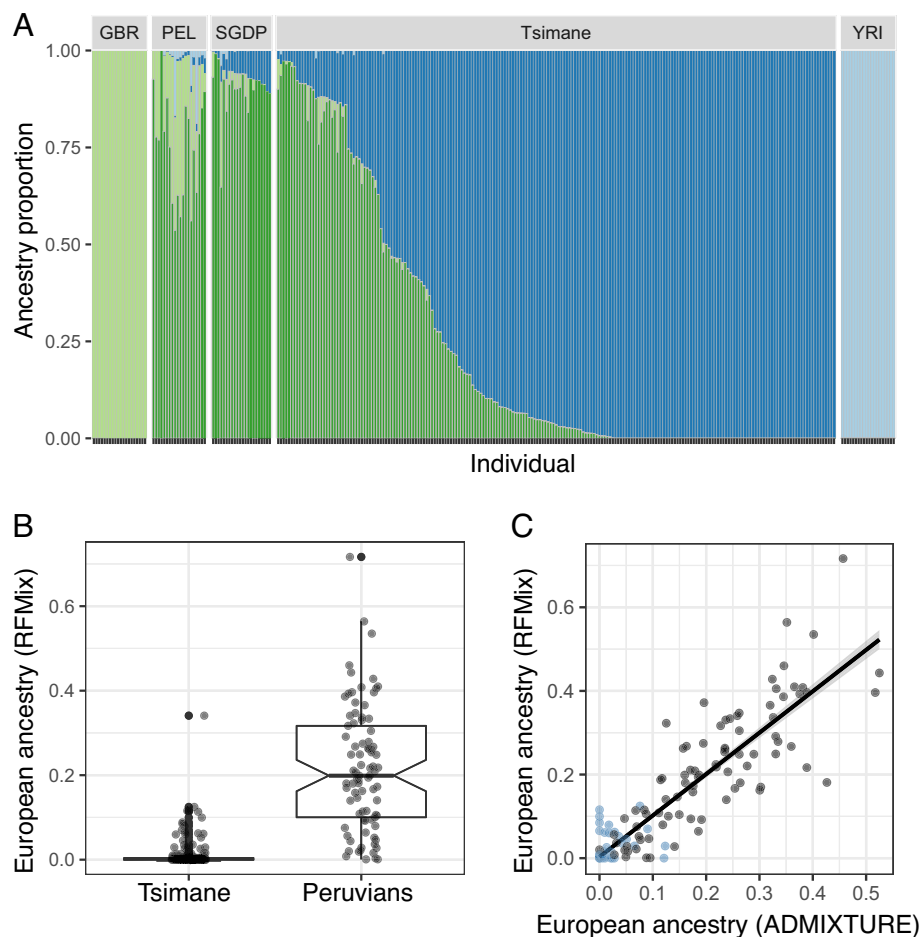 A
GBR PEL SGDP Tsimane YRI
1.00
0.75
0.50
0.25
0.00
Ancestry proportion
Individual
B
European ancestry (RFMix)
0.6
0.4
0.2
0.0
Tsimane Peruvians
C
European ancestry (RFMix)
0.6
0.4
0.2
0.0
0.0 0.1 0.2 0.3 0.4 0.5
European ancestry (ADMIXTURE)